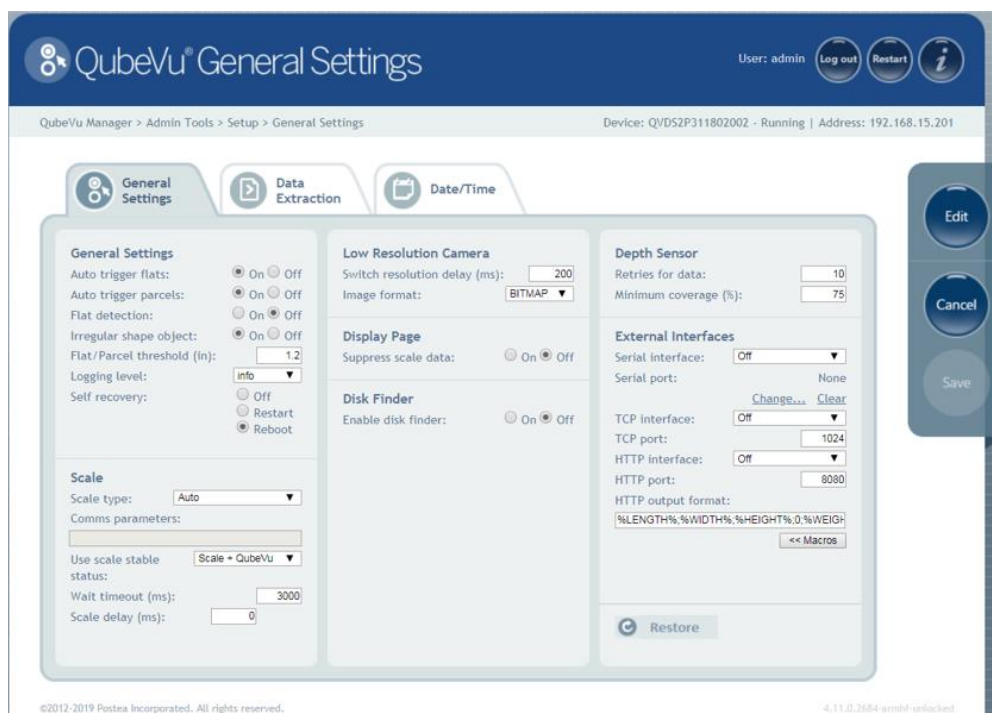 QubeVu® General Settings
User: admin
Log out
Restart
i
QubeVu Manager > Admin Tools > Setup > General Settings
Device: QVDS2P311802002 - Running | Address: 192.168.15.201
General Settings
Data Extraction
Date/Time
General Settings
Auto trigger flats: On Off
Auto trigger parcels: On Off
Flat detection: On Off
Irregular shape object: On Off
Flat/Parcel threshold (in): 1.2
Logging level: info
Self recovery: Off
Restart
Reboot
Scale
Scale type: Auto
Comms parameters:
Use scale stable status: Scale + QubeVu
Wait timeout (ms): 3000
Scale delay (ms): 0
Low Resolution Camera
Switch resolution delay (ms): 200
Image format: BITMAP
Display Page
Suppress scale data: On Off
Disk Finder
Enable disk finder: On Off
Depth Sensor
Retries for data: 10
Minimum coverage (%): 75
External Interfaces
Serial interface: Off
Serial port: None
Change... Clear
TCP interface: Off
TCP port: 1024
HTTP interface: Off
HTTP port: 8080
HTTP output format:
%LENGTH%;%WIDTH%;%HEIGHT%;0;%WEIGH
<< Macros
Restore
Edit
Cancel
Save
©2012-2019 Postea Incorporated. All rights reserved.
4.11.0.2684-armhf-unlocked